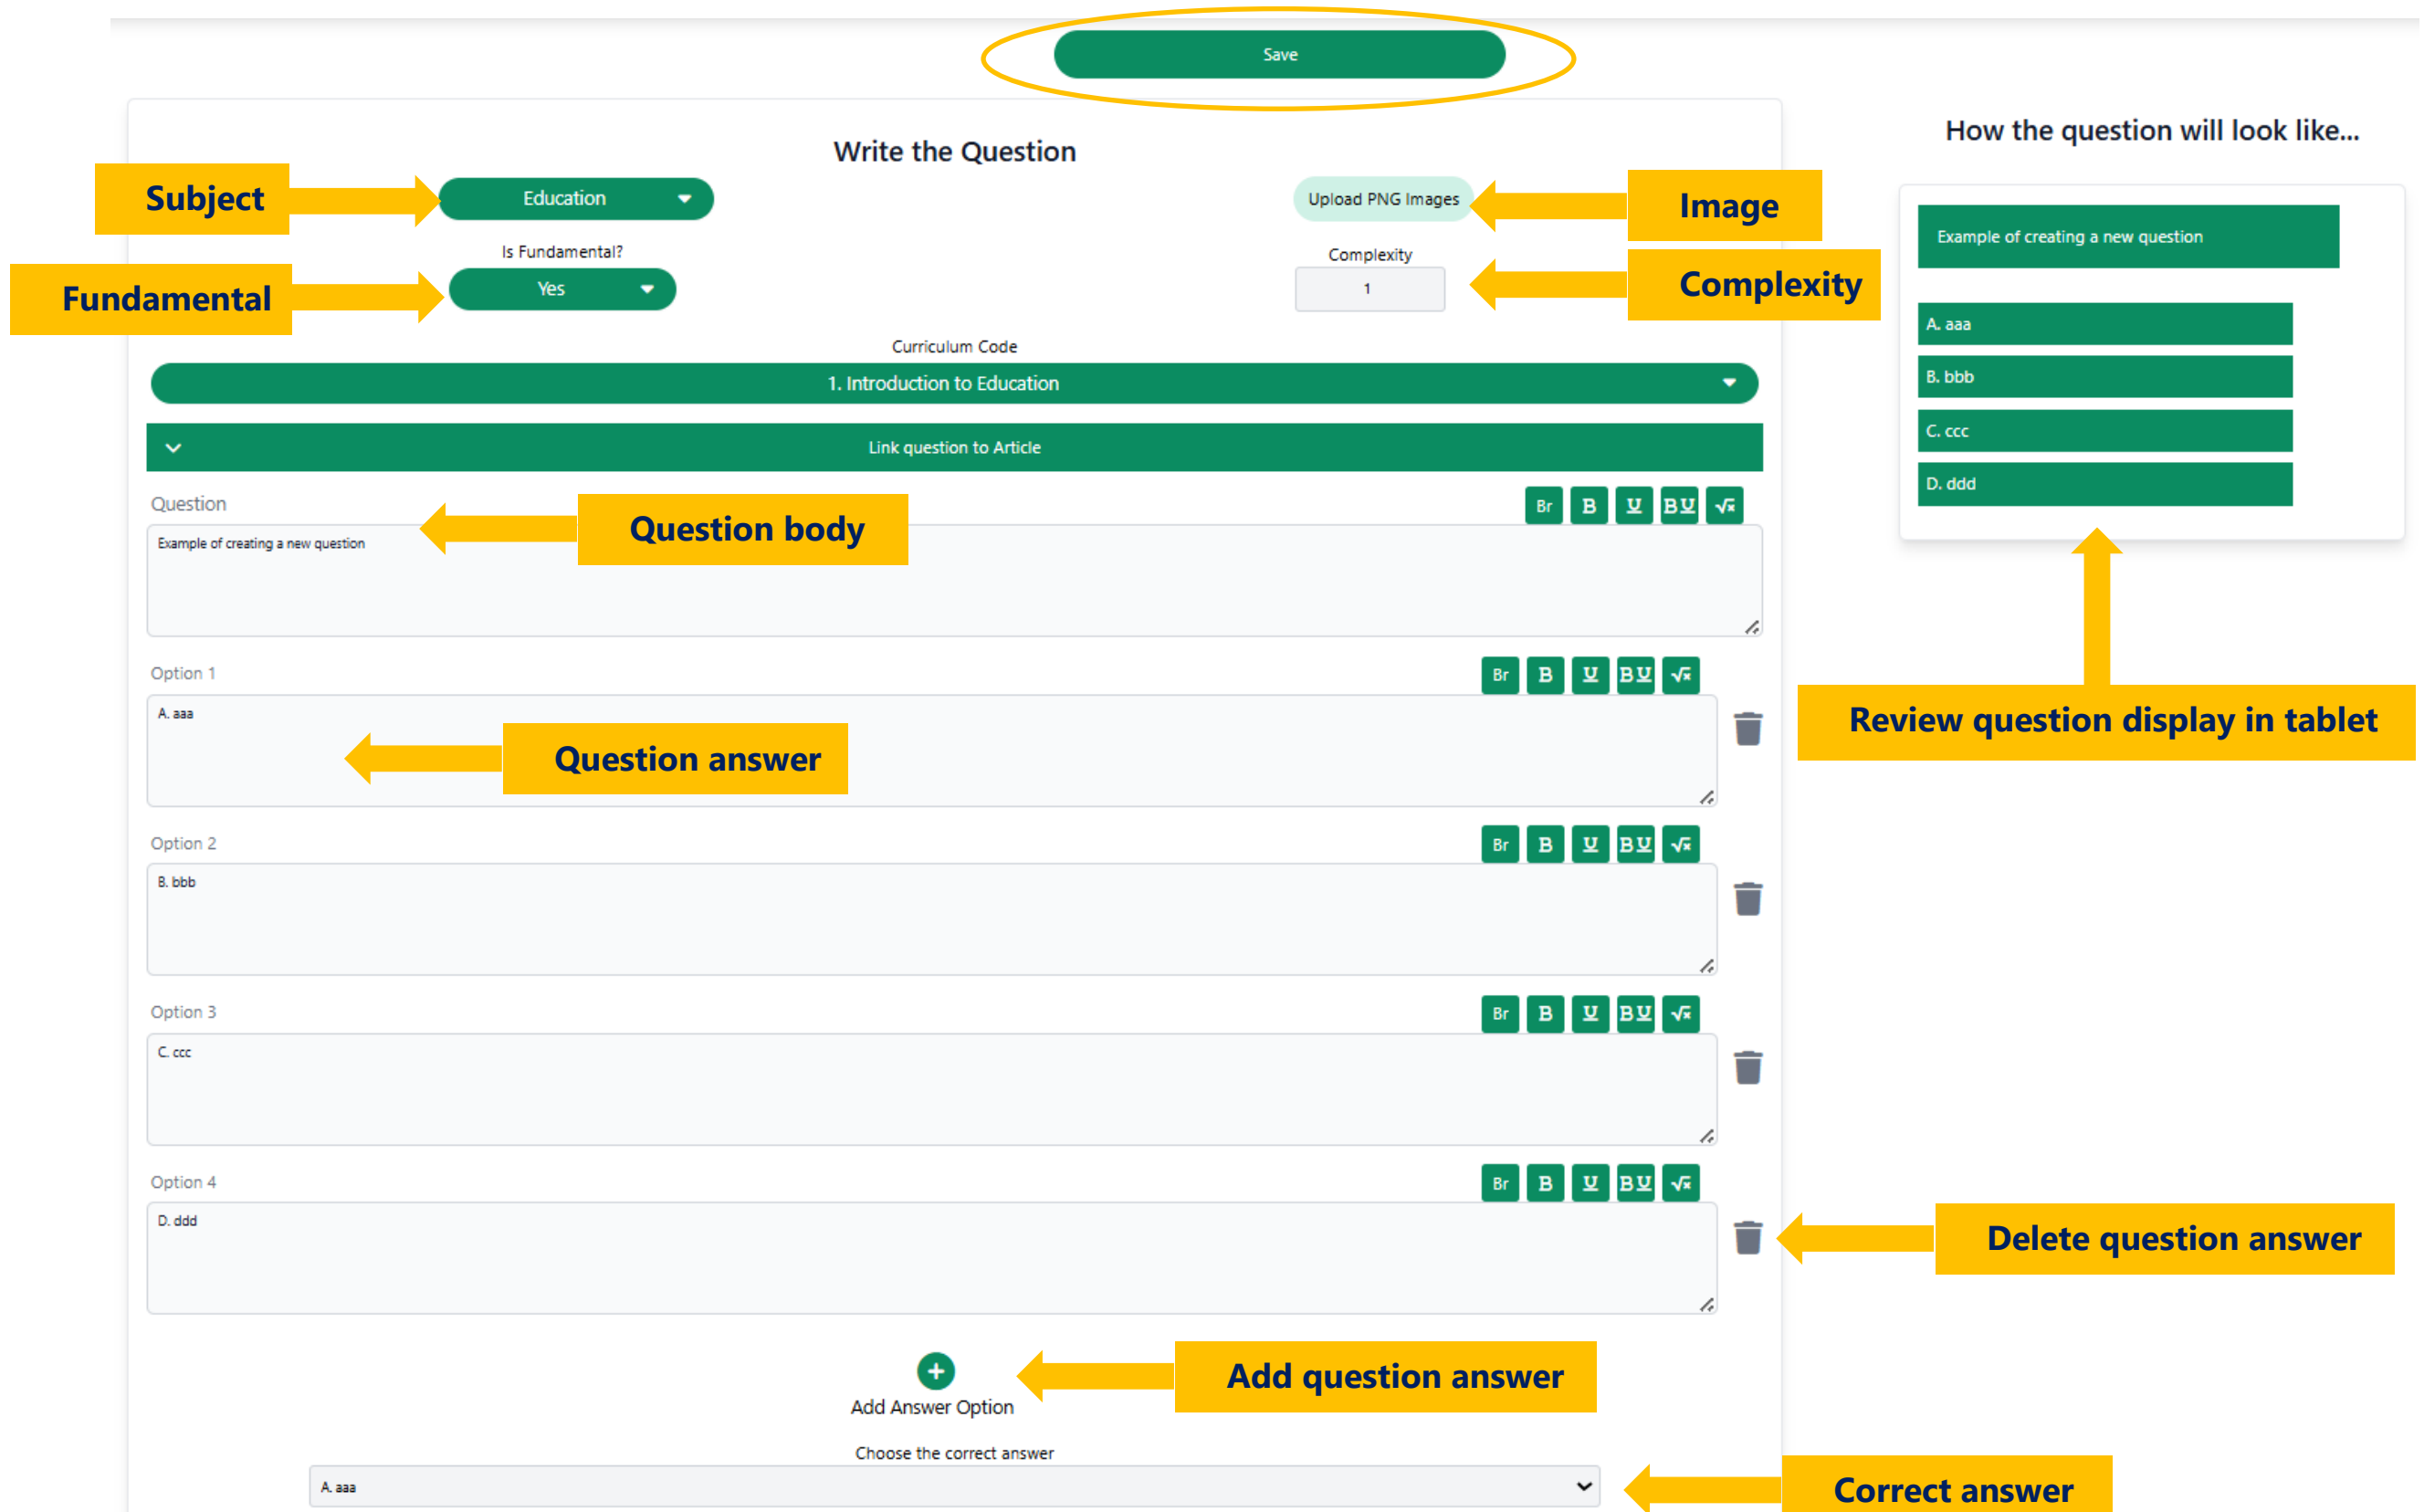 Save
Write the Question
How the question will look like...
Subject
Education
Upload PNG Images
Image
Is Fundamental?
Complexity
Fundamental
Yes
1
Complexity
Example of creating a new question
A. aaa
B. bbb
C. ccc
D. ddd
Curriculum Code
1. Introduction to Education
Link question to Article
Question
Question body
Br B U BU √x
Example of creating a new question
Option 1
Br B U BU √x
A. aaa
Question answer
Review question display in tablet
Option 2
Br B U BU √x
B. bbb
Option 3
Br B U BU √x
C. ccc
Option 4
Br B U BU √x
D. ddd
Delete question answer
Add question answer
Add Answer Option
Choose the correct answer
A. aaa
Correct answer